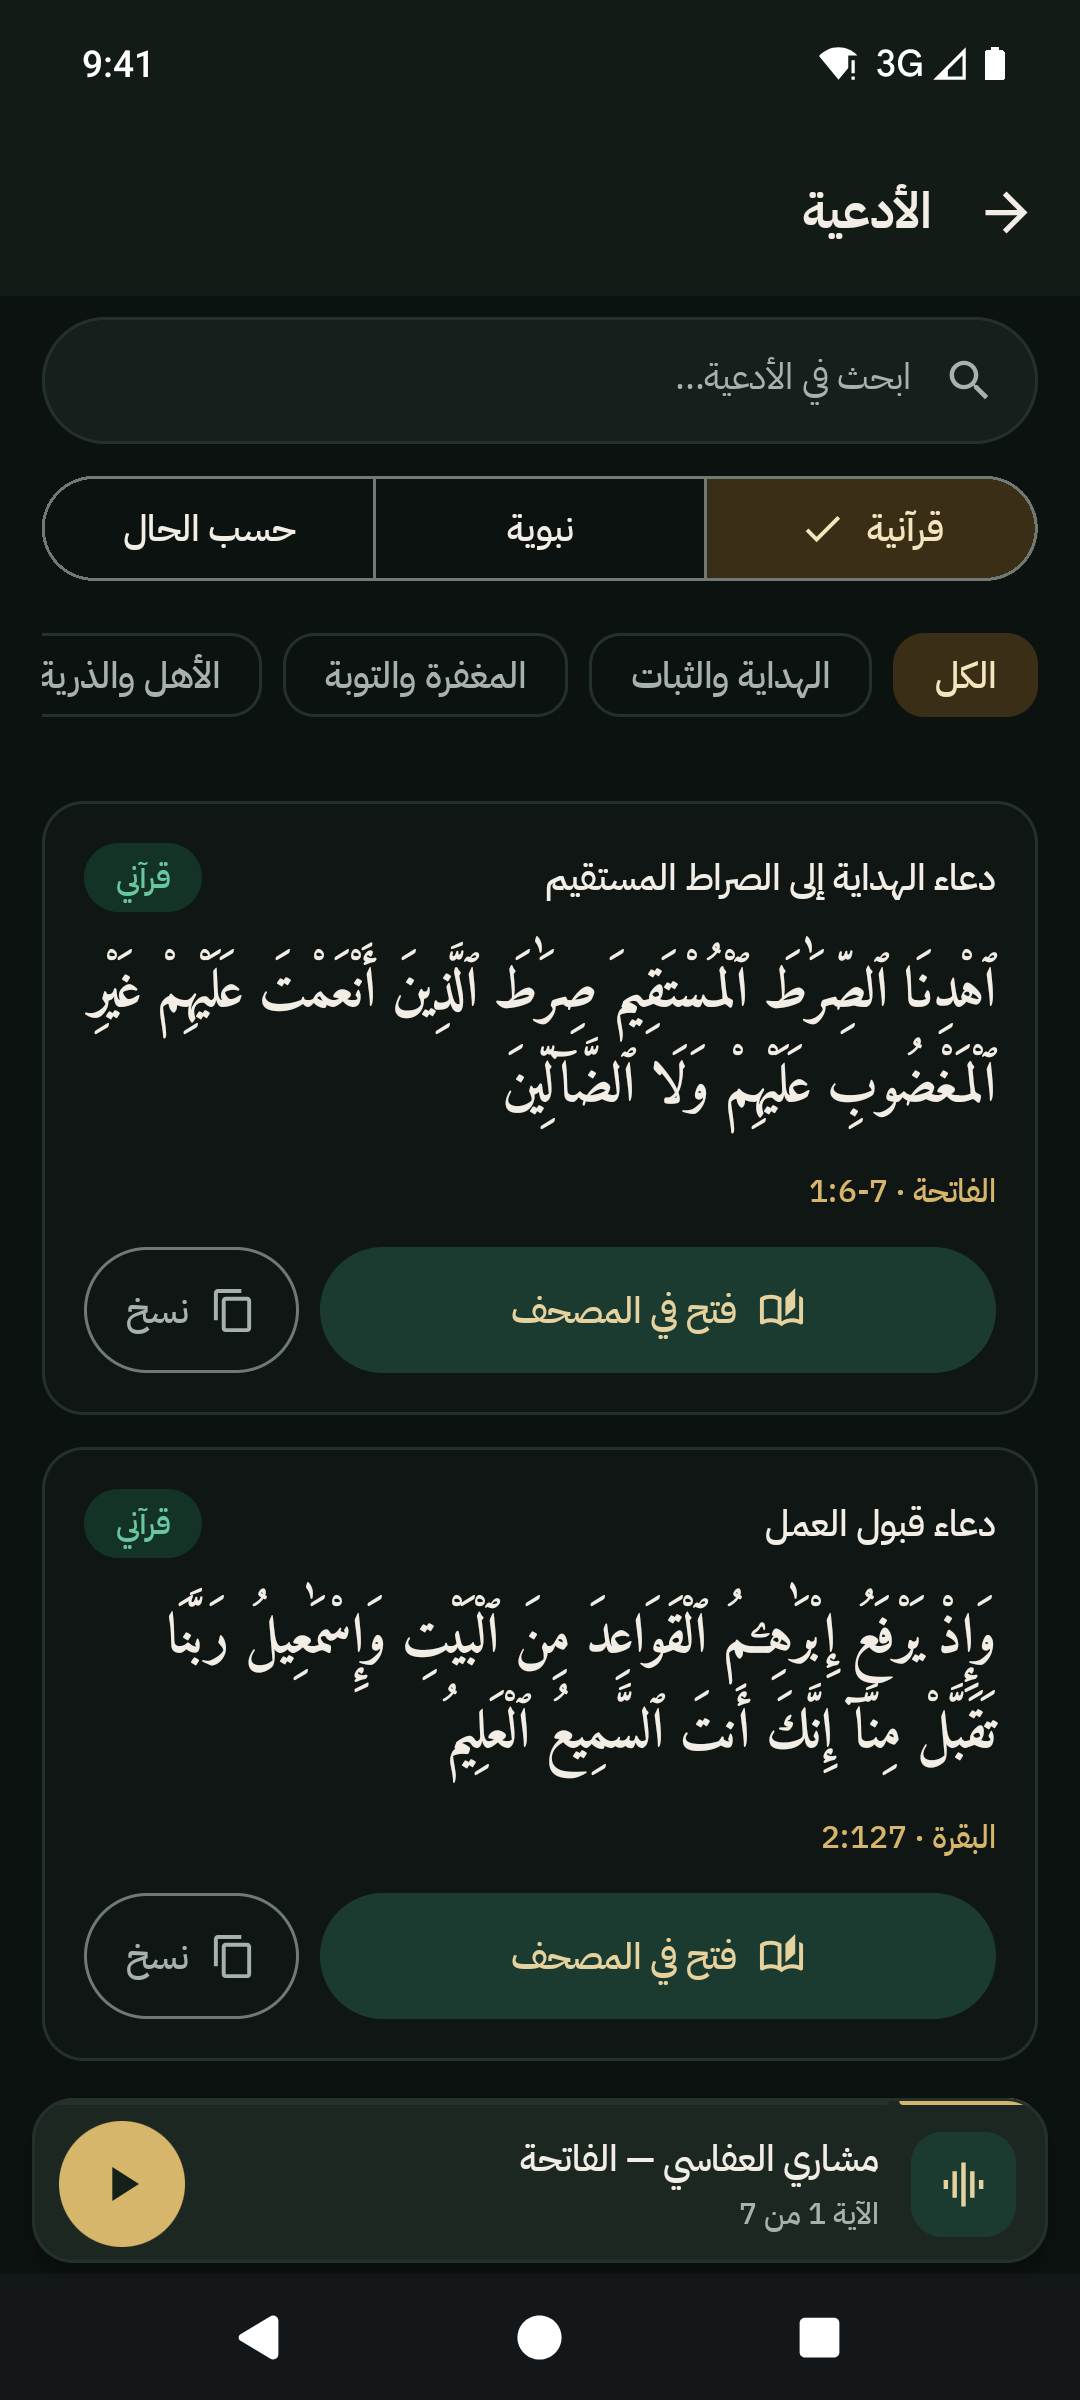 9:41
3G
الأدعية
ابحث في الأدعية...
قرآنية
نبوية
حسب الحال
الكل
الهداية والثبات
المغفرة والتوبة
الأهل والذرية
دعاء الهداية إلى الصراط المستقيم
قرآني
ٱهْدِنَا ٱلصِّرَٰطَ ٱلْمُسْتَقِيمَ صِرَٰطَ ٱلَّذِينَ أَنْعَمْتَ عَلَيْهِمْ غَيْرِ
ٱلْمَغْضُوبِ عَلَيْهِمْ وَلَا ٱلضَّآلِّينَ
الفاتحة · 1:6-7
فتح في المصحف
نسخ
دعاء قبول العمل
قرآني
وَإِذْ يَرْفَعُ إِبْرَٰهِـۧمُ ٱلْقَوَاعِدَ مِنَ ٱلْبَيْتِ وَإِسْمَٰعِيلُ رَبَّنَا
تَقَبَّلْ مِنَّآ إِنَّكَ أَنتَ ٱلسَّمِيعُ ٱلْعَلِيمُ
البقرة · 2:127
فتح في المصحف
نسخ
مشاري العفاسي — الفاتحة
الآية 1 من 7